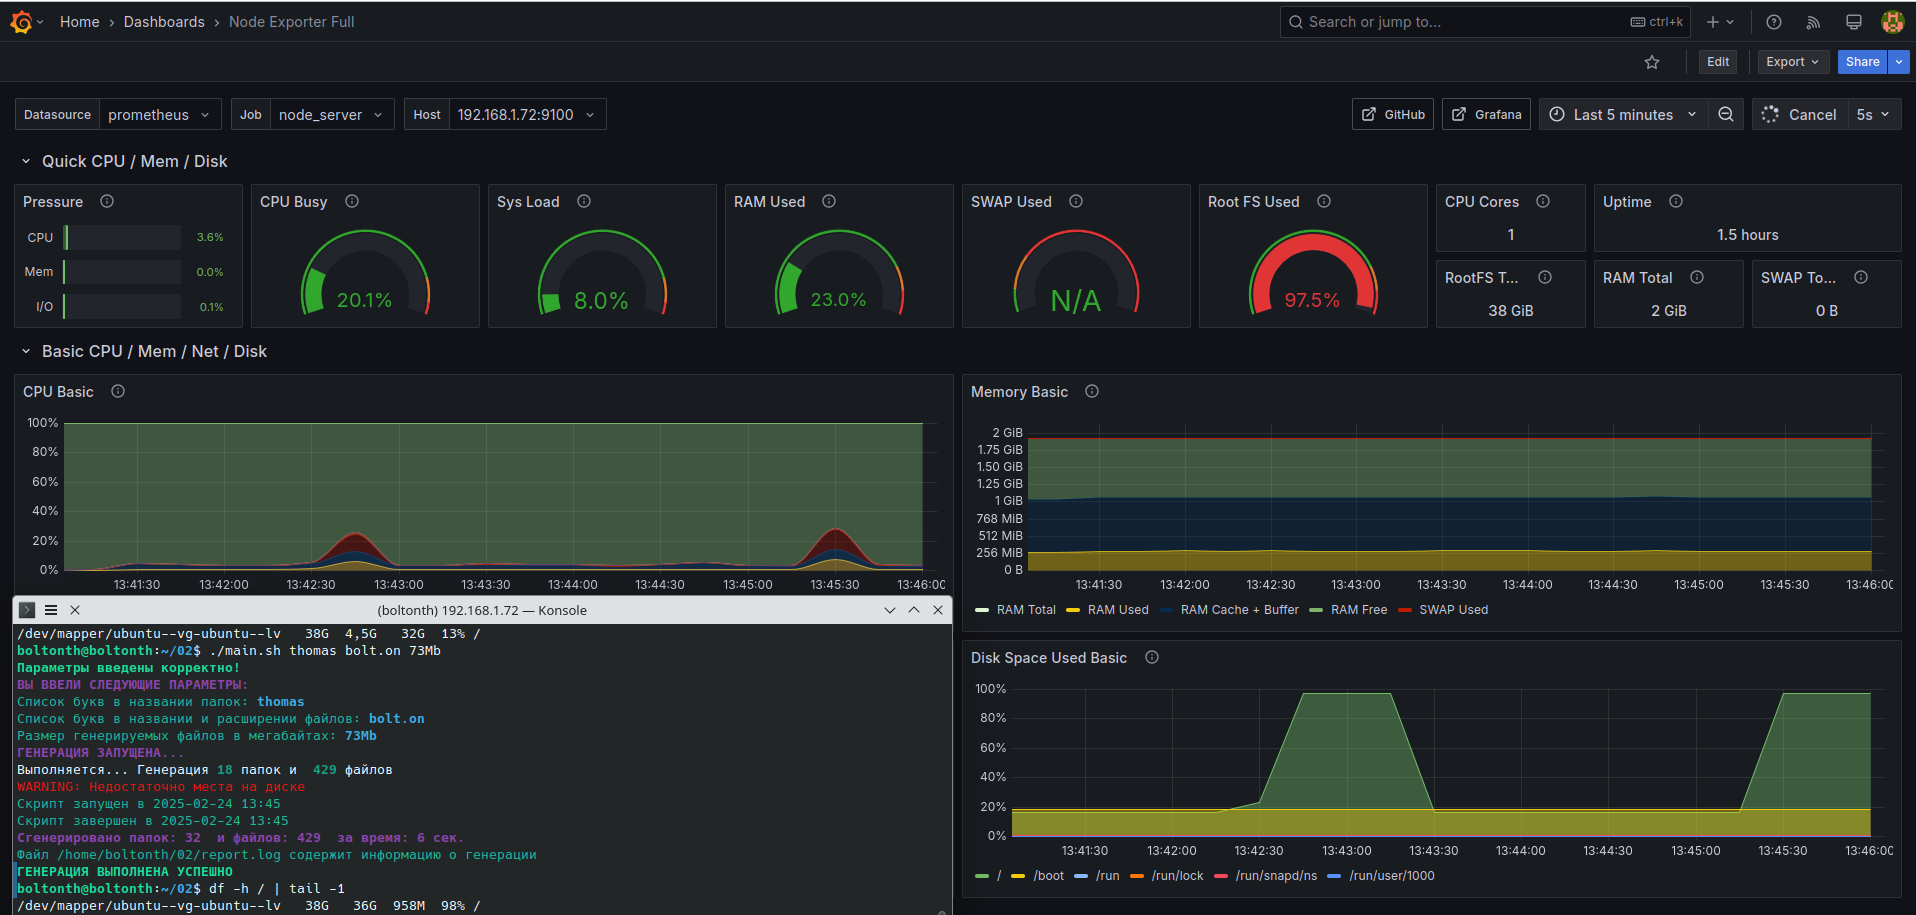 Home › Dashboards › Node Exporter Full
Search or jump to...
ctrl+k
Edit
Export
Share
Datasource
prometheus
Job
node_server
Host
192.168.1.72:9100
GitHub
Grafana
Last 5 minutes
Cancel
5s
Quick CPU / Mem / Disk
Pressure
CPU
3.6%
Mem
0.0%
I/O
0.1%
CPU Busy
20.1%
Sys Load
8.0%
RAM Used
23.0%
SWAP Used
N/A
Root FS Used
97.5%
CPU Cores
1
Uptime
1.5 hours
RootFS T...
38 GiB
RAM Total
2 GiB
SWAP To...
0 B
Basic CPU / Mem / Net / Disk
CPU Basic
100%
80%
60%
40%
20%
0%
13:41:30 13:42:00 13:42:30 13:43:00 13:43:30 13:44:00 13:44:30 13:45:00 13:45:30 13:46:00
Memory Basic
2 GiB
1.75 GiB
1.50 GiB
1.25 GiB
1 GiB
768 MiB
512 MiB
256 MiB
0 B
13:41:30 13:42:00 13:42:30 13:43:00 13:43:30 13:44:00 13:44:30 13:45:00 13:45:30 13:46:00
RAM Total RAM Used RAM Cache + Buffer RAM Free SWAP Used
(boltonth) 192.168.1.72 — Konsole
/dev/mapper/ubuntu--vg-ubuntu--lv 38G 4,5G 32G 13% /
boltonth@boltonth:~/02$ ./main.sh thomas bolt.on 73Mb
Параметры введены корректно!
ВЫ ВВЕЛИ СЛЕДУЮЩИЕ ПАРАМЕТРЫ:
Список букв в названии папок: thomas
Список букв в названии и расширении файлов: bolt.on
Размер генерируемых файлов в мегабайтах: 73Mb
ГЕНЕРАЦИЯ ЗАПУЩЕНА...
Выполняется... Генерация 18 папок и 429 файлов
WARNING: Недостаточно места на диске
Скрипт запущен в 2025-02-24 13:45
Скрипт завершен в 2025-02-24 13:45
Сгенерировано папок: 32 и файлов: 429 за время: 6 сек.
Файл /home/boltonth/02/report.log содержит информацию о генерации
ГЕНЕРАЦИЯ ВЫПОЛНЕНА УСПЕШНО
boltonth@boltonth:~/02$ df -h / | tail -1
/dev/mapper/ubuntu--vg-ubuntu--lv 38G 36G 958M 98% /
Disk Space Used Basic
100%
80%
60%
40%
20%
0%
13:41:30 13:42:00 13:42:30 13:43:00 13:43:30 13:44:00 13:44:30 13:45:00 13:45:30 13:46:00
/ /boot /run /run/lock /run/snapd/ns /run/user/1000